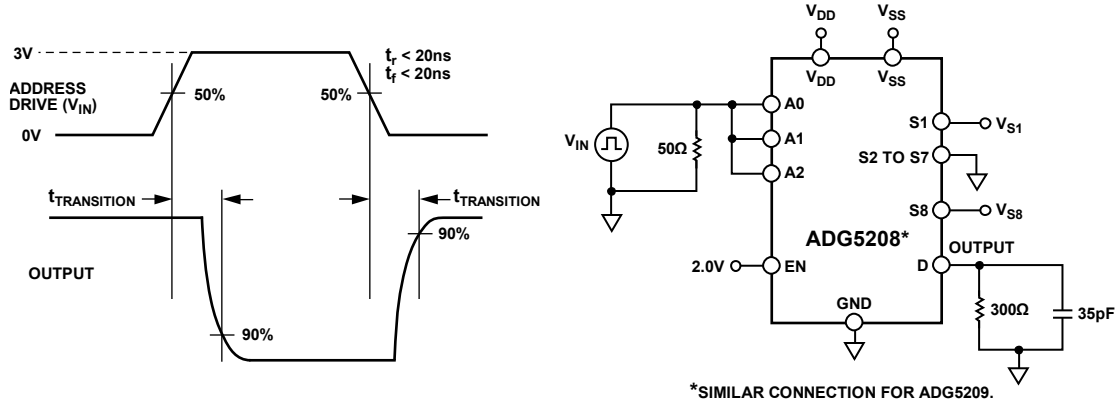 3V
ADDRESS
DRIVE (VIN)
0V
50%
50%
tr < 20ns
tf < 20ns
tTRANSITION
tTRANSITION
OUTPUT
90%
90%
VDD
VSS
VDD
VSS
A0
A1
A2
VIN
50Ω
2.0V
EN
S1
VS1
S2 TO S7
S8
VS8
ADG5208*
OUTPUT
D
GND
300Ω
35pF
*SIMILAR CONNECTION FOR ADG5209.